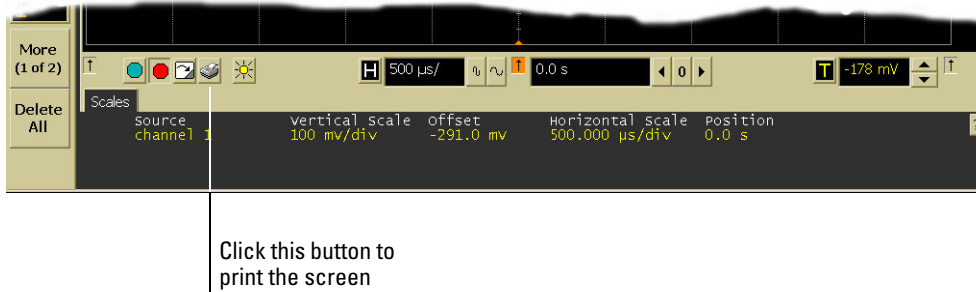 More
(1 of 2)
H 500 µs/ 0.0 s 0 T -178 mV
Delete
All
Scales
Source Vertical Scale Offset Horizontal Scale Position
channel 1 100 mV/div -291.0 mV 500.000 µs/div 0.0 s
Click this button to
print the screen